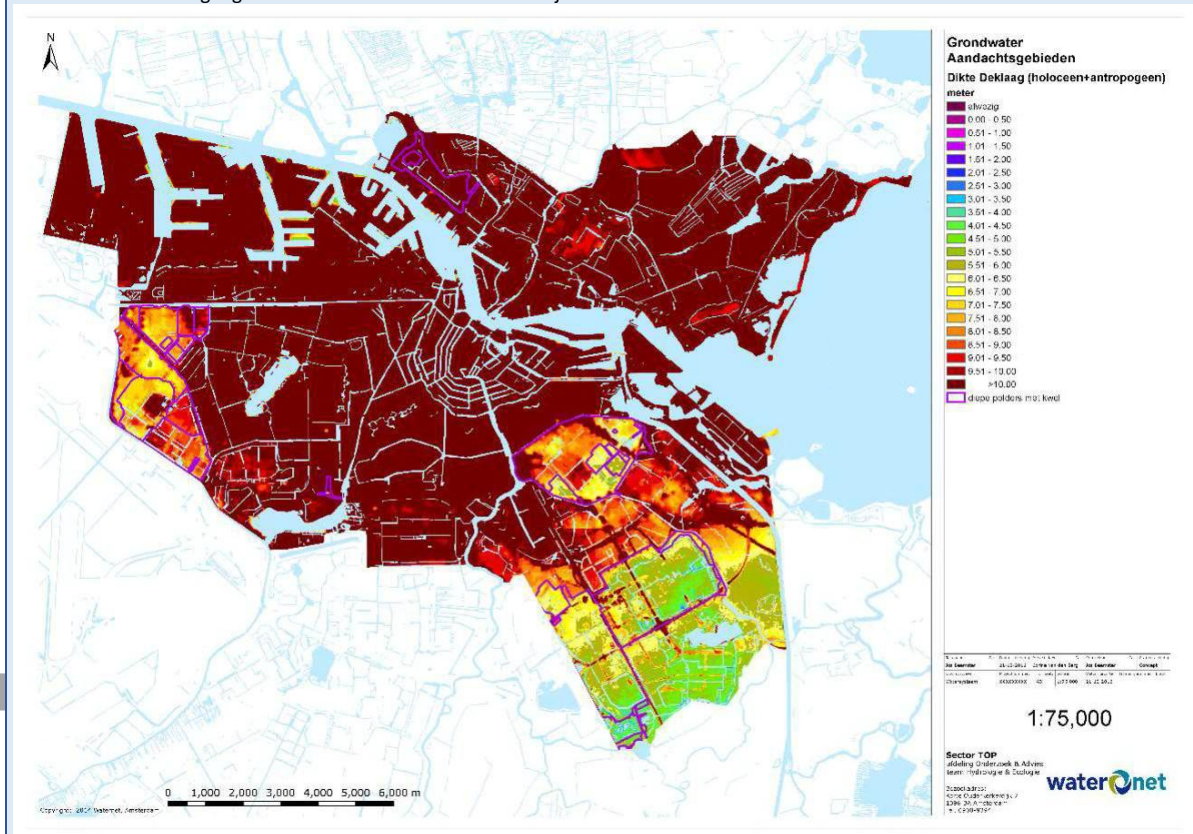 N
Grondwater
Aandachtsgebieden
Dikte Deklaag (holoceen+antropogeen)
meter
afwezig
0.00 - 0.50
0.51 - 1.00
1.01 - 1.50
1.51 - 2.00
2.01 - 2.50
2.51 - 3.00
3.01 - 3.50
3.51 - 4.00
4.01 - 4.50
4.51 - 5.00
5.01 - 5.50
5.51 - 6.00
6.01 - 6.50
6.51 - 7.00
7.01 - 7.50
7.51 - 8.00
8.01 - 8.50
8.51 - 9.00
9.01 - 9.50
9.51 - 10.00
>10.00
diepe polders met kwel
1:75,000
Sector TOP
afdeling Onderzoek & Advies
team Hydrologie & Ecologie
Bezoekadres:
waternet
0 1,000 2,000 3,000 4,000 5,000 6,000 m
Copyright: 2014 Waternet, Amsterdam